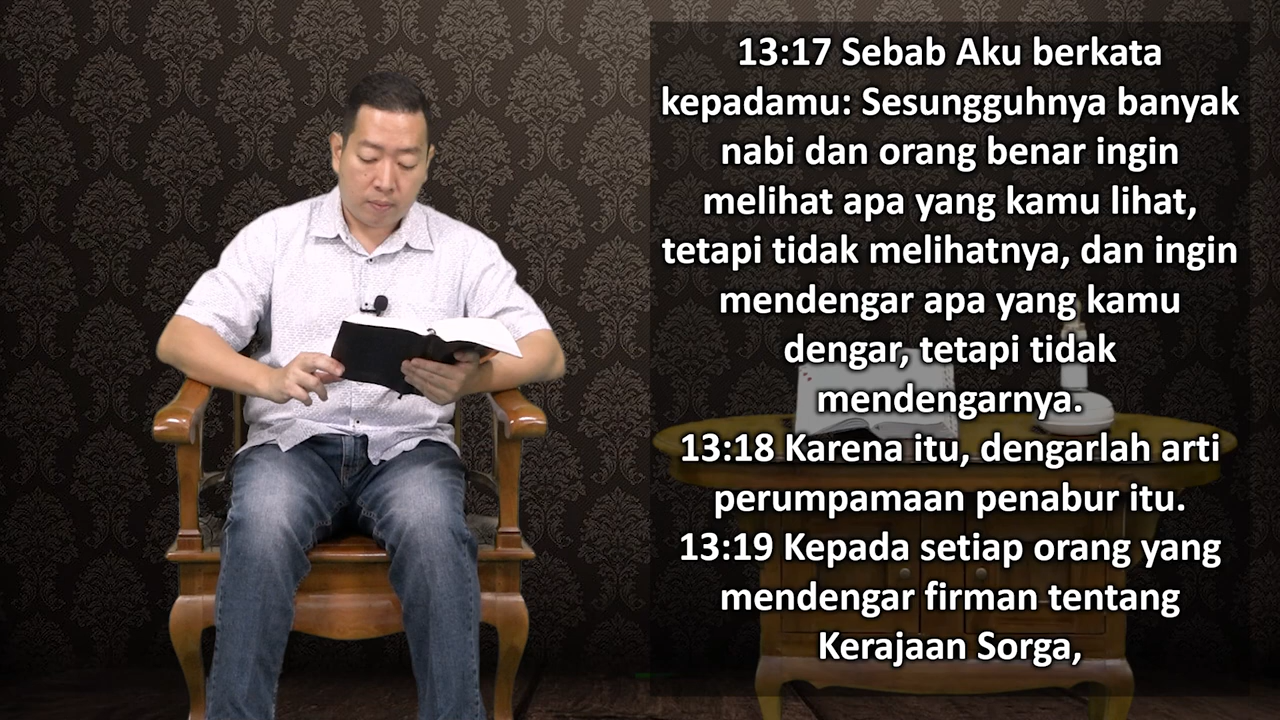 13:17 Sebab Aku berkata
kepadamu: Sesungguhnya banyak
nabi dan orang benar ingin
melihat apa yang kamu lihat,
tetapi tidak melihatnya, dan ingin
mendengar apa yang kamu
dengar, tetapi tidak
mendengarnya.
13:18 Karena itu, dengarlah arti
perumpamaan penabur itu.
13:19 Kepada setiap orang yang
mendengar firman tentang
Kerajaan Sorga,